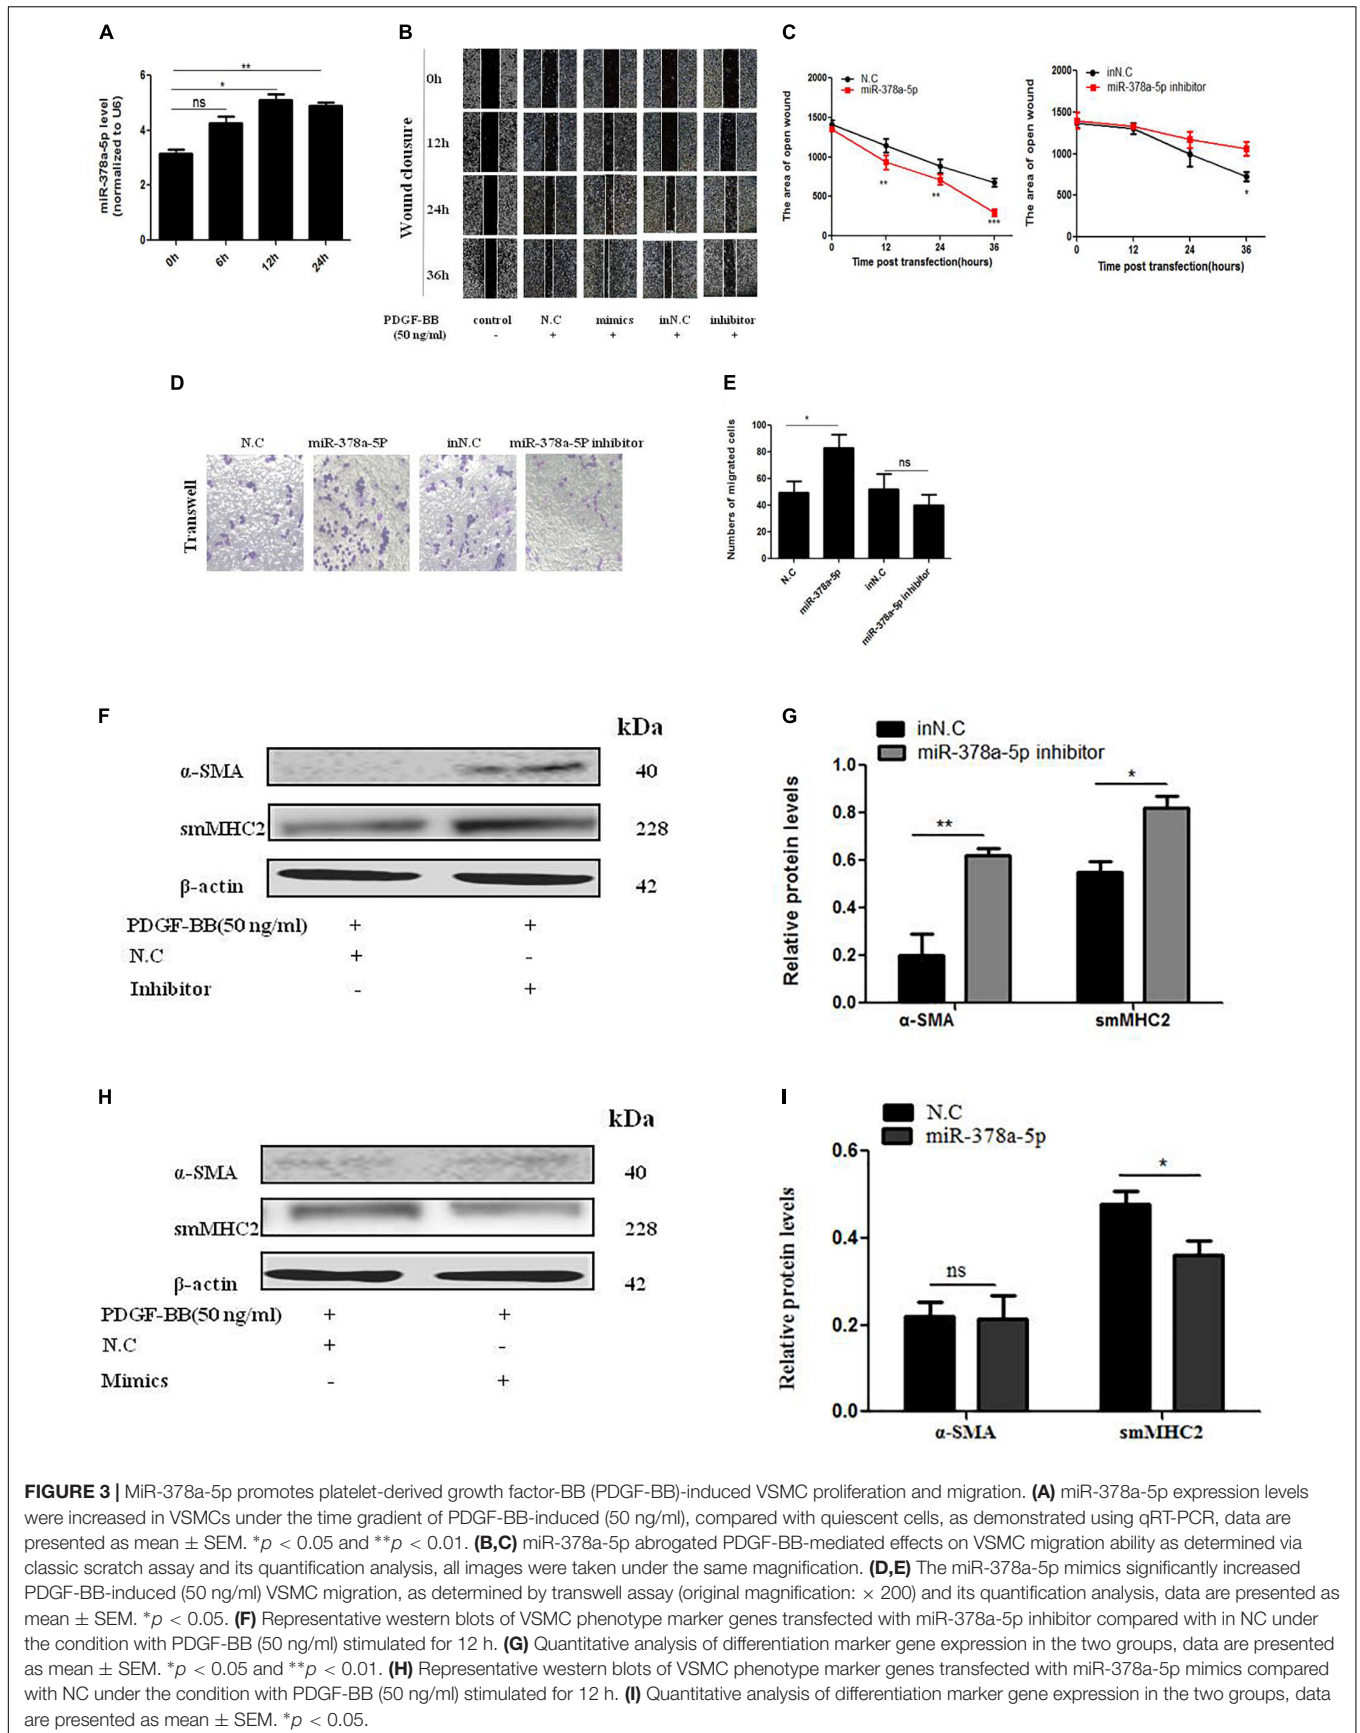 A
miR-378a-5p level
(normalized to U6)
6
4
2
0
ns
*
**
0h
6h
12h
24h
B
Wound clousure
0h
12h
24h
36h
PDGF-BB
(50 ng/ml)
control N.C mimics inN.C inhibitor
- + + + +
C
The area of open wound
2000
1500
1000
500
0
N.C
miR-378a-5p
**
**
***
0 12 24 36
Time post transfection(hours)
The area of open wound
2000
1500
1000
500
0
inN.C
miR-378a-5p inhibitor
*
0 12 24 36
Time post transfection(hours)
D
N.C miR-378a-5P inN.C miR-378a-5P inhibitor
Transwell
E
Numbers of migrated cells
100
80
60
40
20
0
*
ns
N.C
miR-378a-5p
inN.C
miR-378a-5p inhibitor
F
kDa
α-SMA 40
smMHC2 228
β-actin 42
PDGF-BB(50 ng/ml) + +
N.C + -
Inhibitor - +
G
inN.C
miR-378a-5p inhibitor
Relative protein levels
1.0
0.8
0.6
0.4
0.2
0.0
**
*
α-SMA smMHC2
H
kDa
α-SMA 40
smMHC2 228
β-actin 42
PDGF-BB(50 ng/ml) + +
N.C + -
Mimics - +
I
N.C
miR-378a-5p
Relative protein levels
0.6
0.4
0.2
0.0
ns
*
α-SMA smMHC2
FIGURE 3 | MiR-378a-5p promotes platelet-derived growth factor-BB (PDGF-BB)-induced VSMC proliferation and migration. (A) miR-378a-5p expression levels
were increased in VSMCs under the time gradient of PDGF-BB-induced (50 ng/ml), compared with quiescent cells, as demonstrated using qRT-PCR, data are
presented as mean ± SEM. *p < 0.05 and **p < 0.01. (B,C) miR-378a-5p abrogated PDGF-BB-mediated effects on VSMC migration ability as determined via
classic scratch assay and its quantification analysis, all images were taken under the same magnification. (D,E) The miR-378a-5p mimics significantly increased
PDGF-BB-induced (50 ng/ml) VSMC migration, as determined by transwell assay (original magnification: × 200) and its quantification analysis, data are presented as
mean ± SEM. *p < 0.05. (F) Representative western blots of VSMC phenotype marker genes transfected with miR-378a-5p inhibitor compared with in NC under
the condition with PDGF-BB (50 ng/ml) stimulated for 12 h. (G) Quantitative analysis of differentiation marker gene expression in the two groups, data are presented
as mean ± SEM. *p < 0.05 and **p < 0.01. (H) Representative western blots of VSMC phenotype marker genes transfected with miR-378a-5p mimics compared
with NC under the condition with PDGF-BB (50 ng/ml) stimulated for 12 h. (I) Quantitative analysis of differentiation marker gene expression in the two groups, data
are presented as mean ± SEM. *p < 0.05.